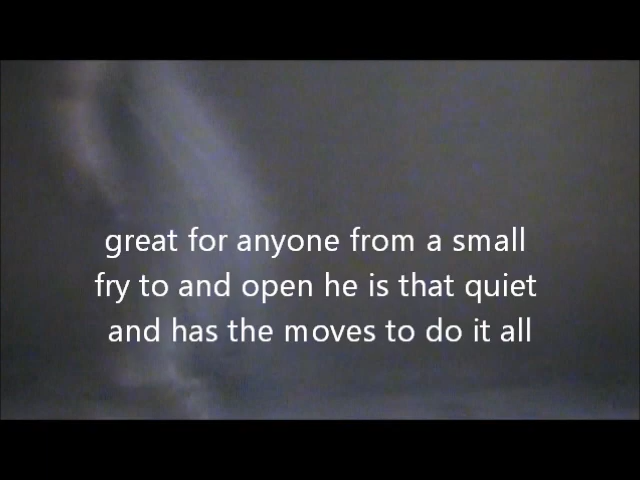 great for anyone from a small
fry to and open he is that quiet
and has the moves to do it all